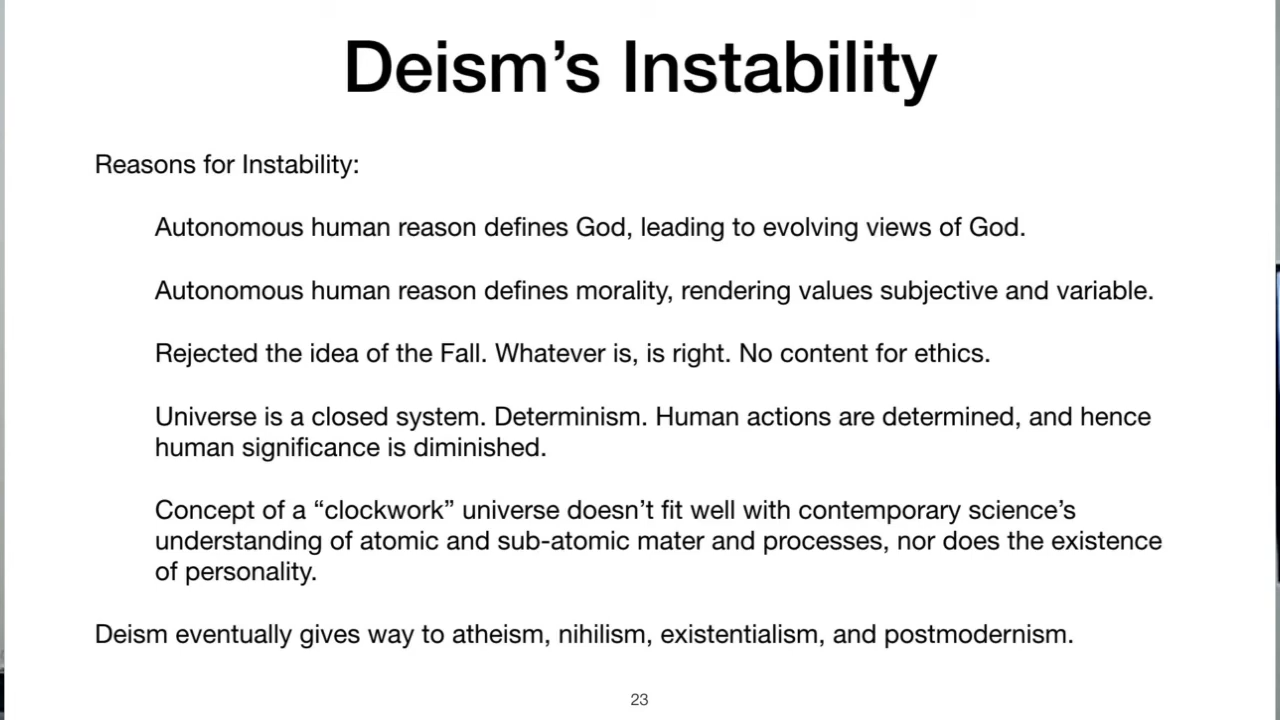 Deism’s Instability
Reasons for Instability:
Autonomous human reason defines God, leading to evolving views of God.
Autonomous human reason defines morality, rendering values subjective and variable.
Rejected the idea of the Fall. Whatever is, is right. No content for ethics.
Universe is a closed system. Determinism. Human actions are determined, and hence
human significance is diminished.
Concept of a “clockwork” universe doesn’t fit well with contemporary science’s
understanding of atomic and sub-atomic mater and processes, nor does the existence
of personality.
Deism eventually gives way to atheism, nihilism, existentialism, and postmodernism.
23